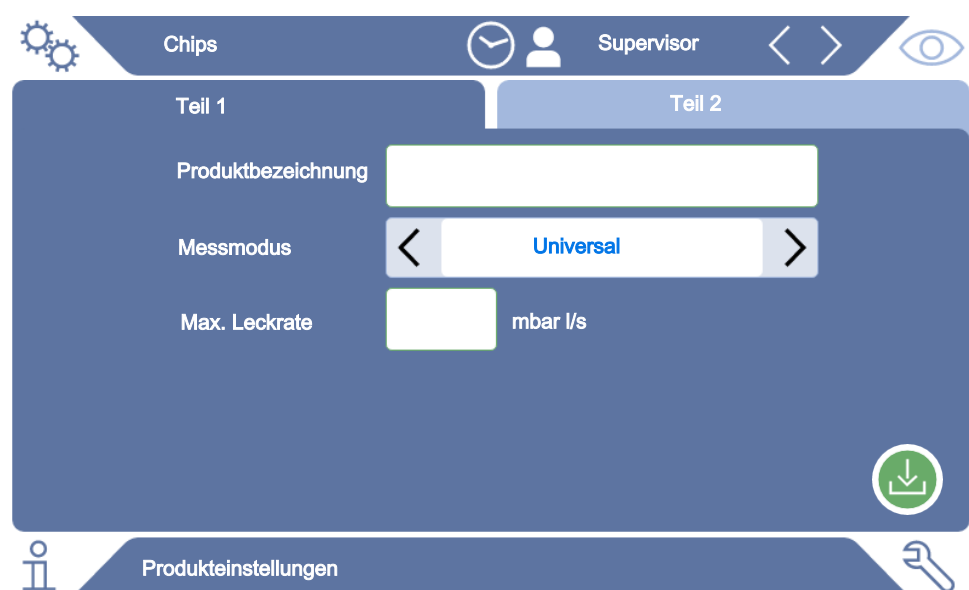 Chips
Supervisor
Teil 1
Teil 2
Produktbezeichnung
Messmodus
Universal
Max. Leckrate
mbar l/s
Produkteinstellungen